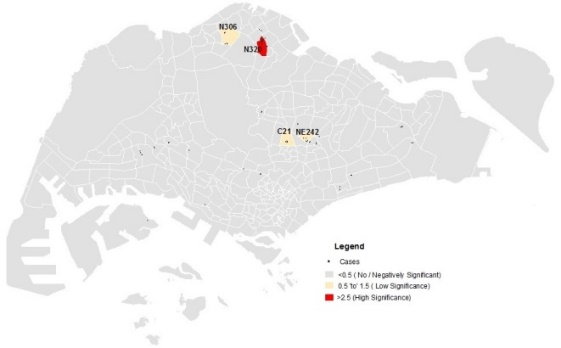 N306
N32
C21 NE242
Legend
Cases
<0.5 ( No / Negatively Significant)
0.5 'to' 1.5 ( Low Significance)
>2.5 (High Significance)